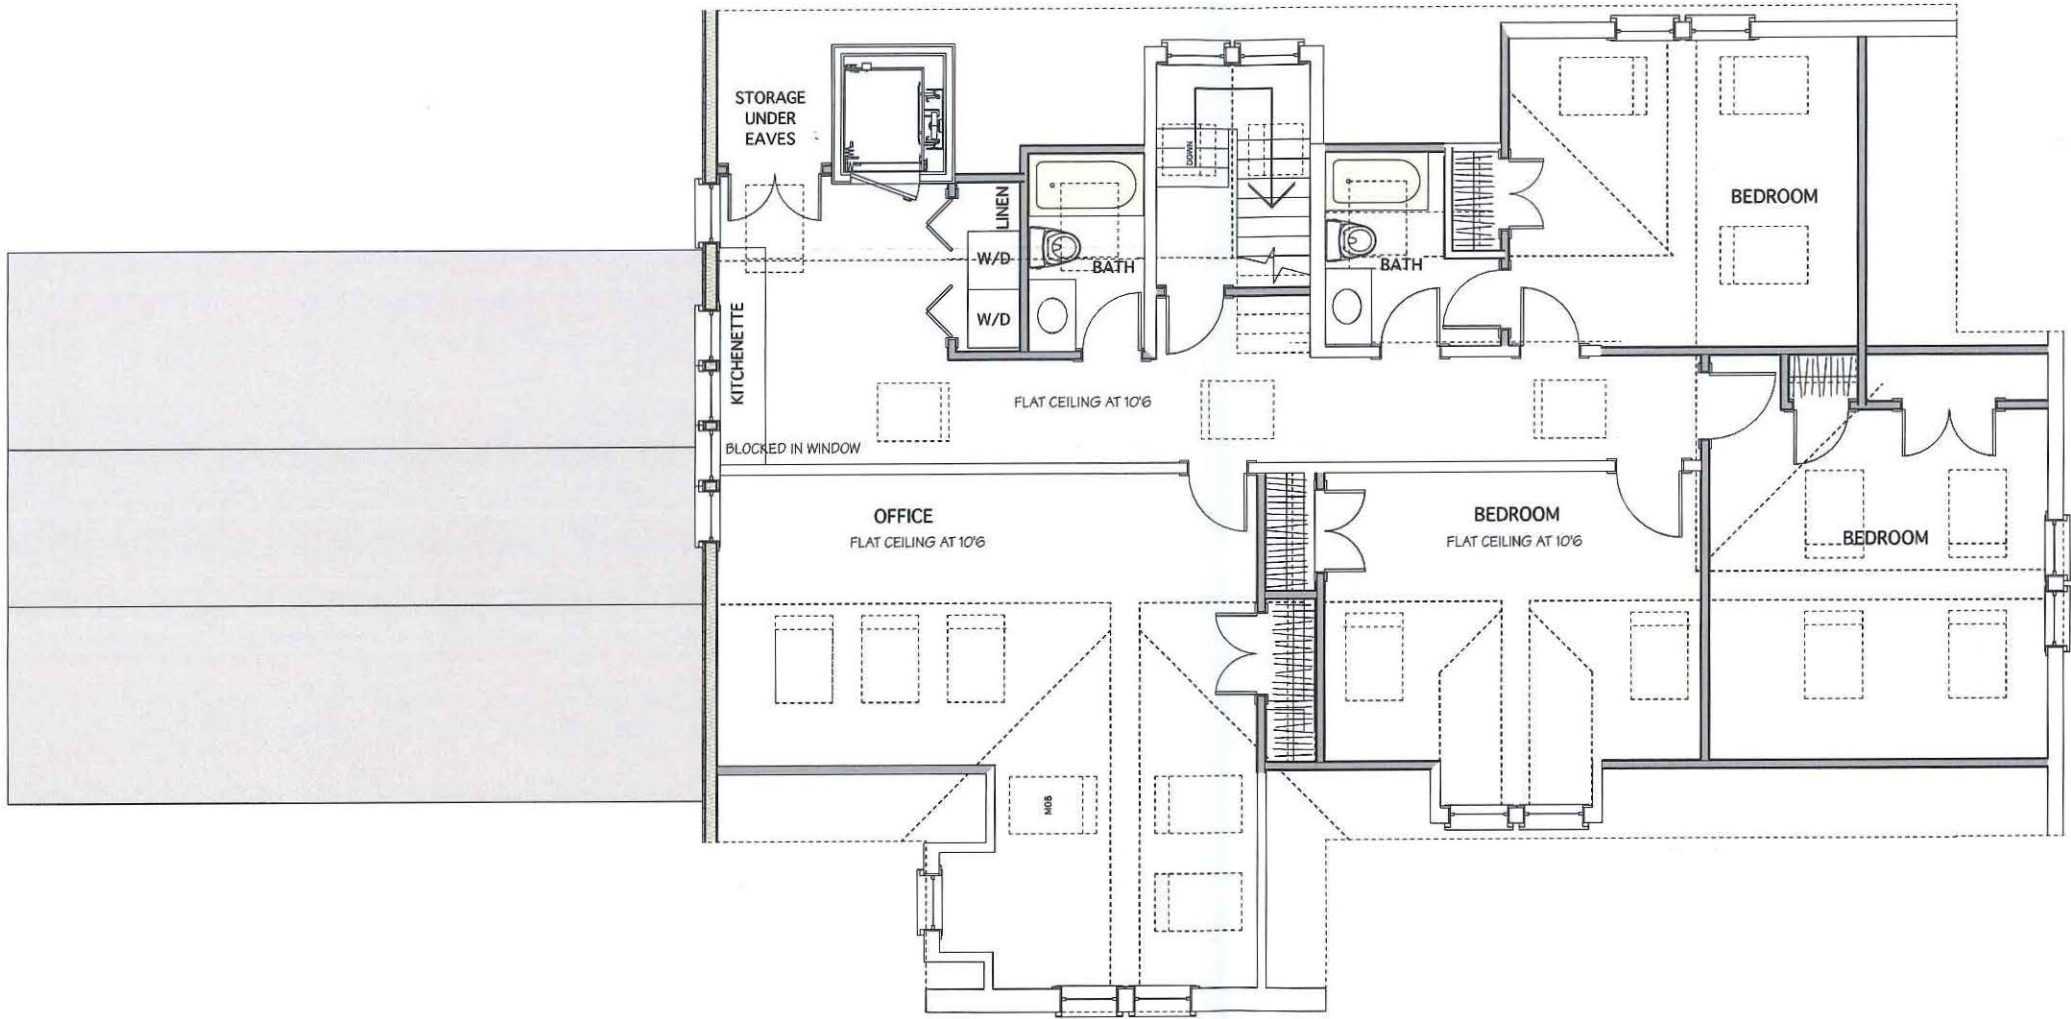 STORAGE
UNDER
EAVES
DOWN
LINEN
BEDROOM
W/D
BATH
BATH
W/D
KITCHENETTE
FLAT CEILING AT 10'6
BLOCKED IN WINDOW
OFFICE
FLAT CEILING AT 10'6
BEDROOM
FLAT CEILING AT 10'6
BEDROOM
M08